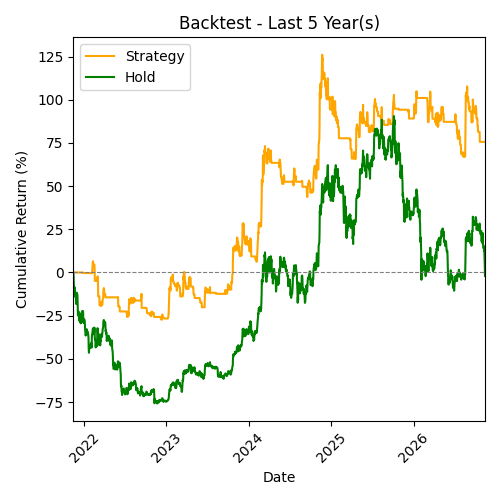 Backtest - Last 5 Year(s)
Strategy
Hold
Cumulative Return (%)
125
100
75
50
25
0
−25
−50
−75
2022
2023
2024
2025
2026
Date